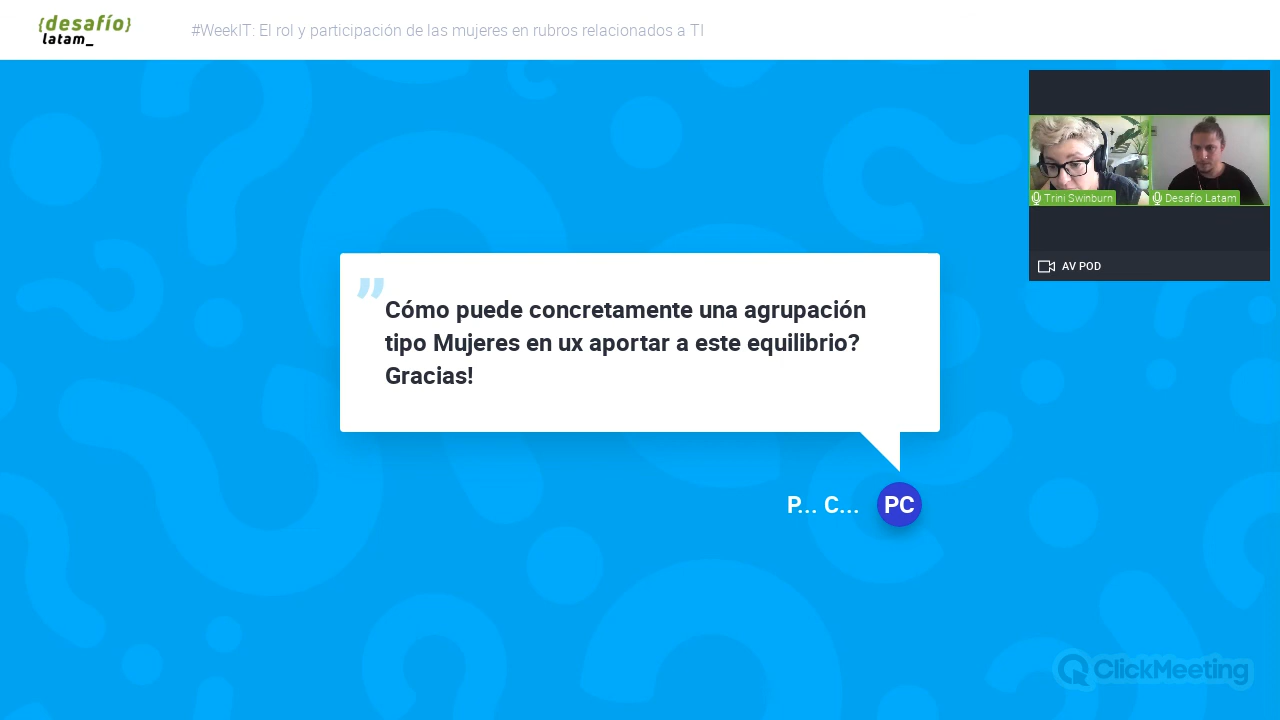 {desafío}
latam_
#WeekIT: El rol y participación de las mujeres en rubros relacionados a TI
Trini Swinburn
Desafío Latam
AV POD
”
Cómo puede concretamente una agrupación
tipo Mujeres en ux aportar a este equilibrio?
Gracias!
P... C...
PC
ClickMeeting